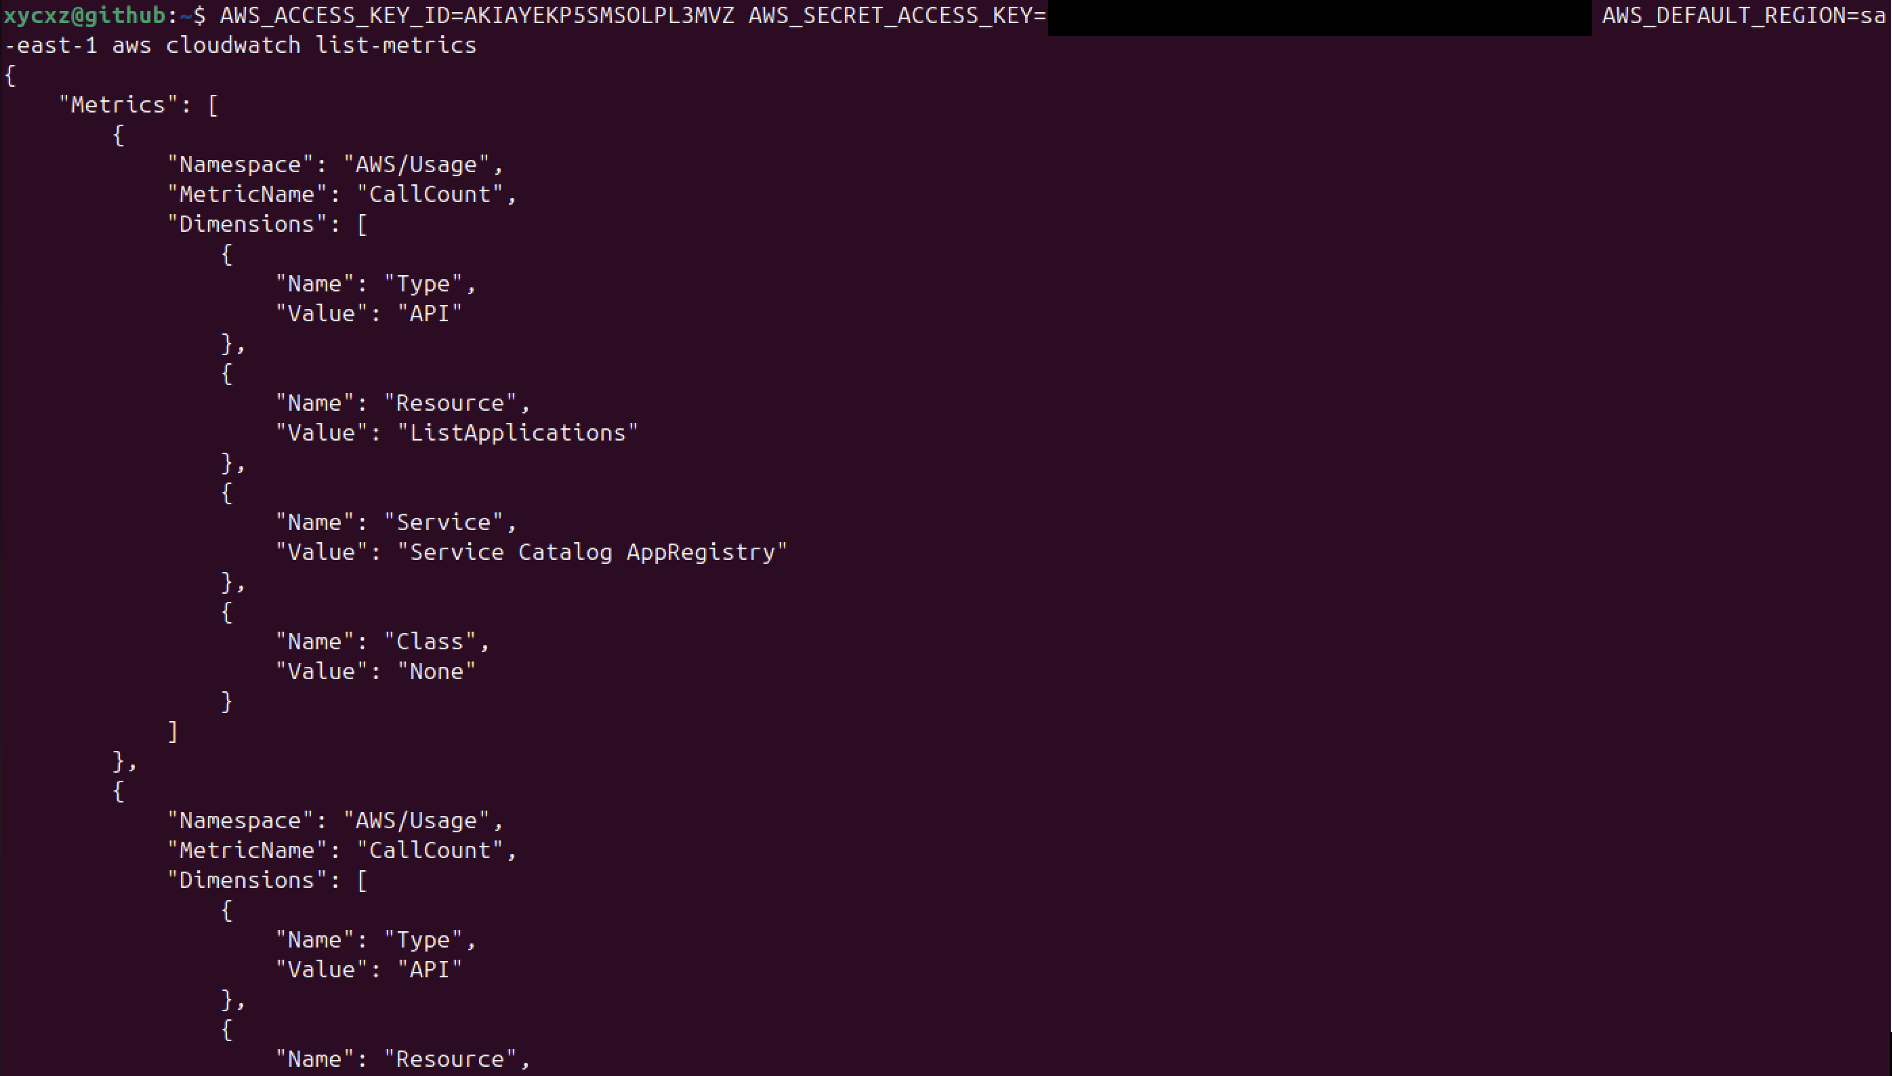 xycxz@github:~$ AWS_ACCESS_KEY_ID=AKIAYEKP5SMSOLPL3MVZ AWS_SECRET_ACCESS_KEY= AWS_DEFAULT_REGION=sa
-east-1 aws cloudwatch list-metrics
{
    "Metrics": [
        {
            "Namespace": "AWS/Usage",
            "MetricName": "CallCount",
            "Dimensions": [
                {
                    "Name": "Type",
                    "Value": "API"
                },
                {
                    "Name": "Resource",
                    "Value": "ListApplications"
                },
                {
                    "Name": "Service",
                    "Value": "Service Catalog AppRegistry"
                },
                {
                    "Name": "Class",
                    "Value": "None"
                }
            ]
        },
        {
            "Namespace": "AWS/Usage",
            "MetricName": "CallCount",
            "Dimensions": [
                {
                    "Name": "Type",
                    "Value": "API"
                },
                {
                    "Name": "Resource",